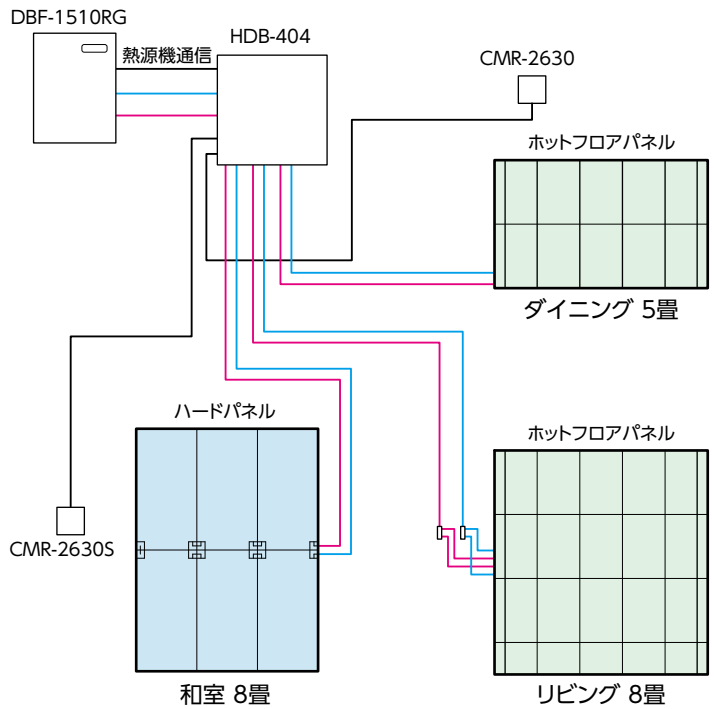 DBF-1510RG
熱源機通信
HDB-404
CMR-2630
ホットフロアパネル
ダイニング 5畳
ハードパネル
ホットフロアパネル
CMR-2630S
和室 8畳
リビング 8畳